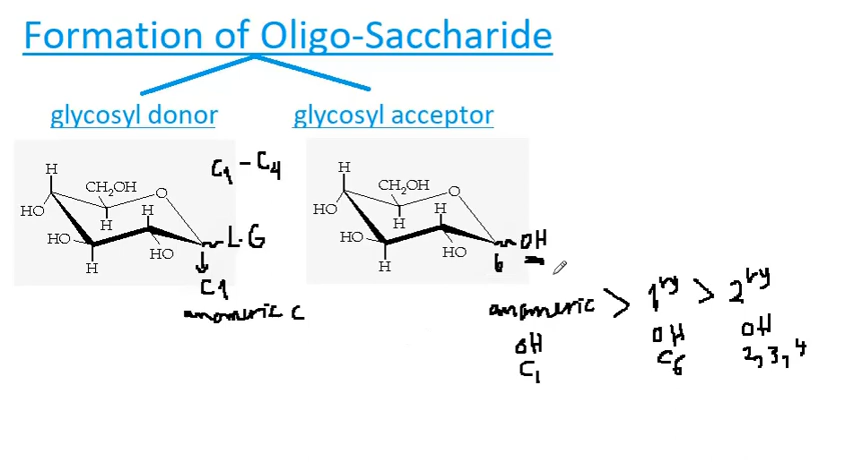 Formation of Oligo-Saccharide
glycosyl donor
glycosyl acceptor
C1 - C4
H
CH2OH
O
HO
H
H
HO
HO
H
L-G
C1
anomeric C
H
CH2OH
O
HO
H
H
HO
HO
H
OH
6
anomeric > 1ry > 2ry
OH OH OH
C1 C6 2,3,4